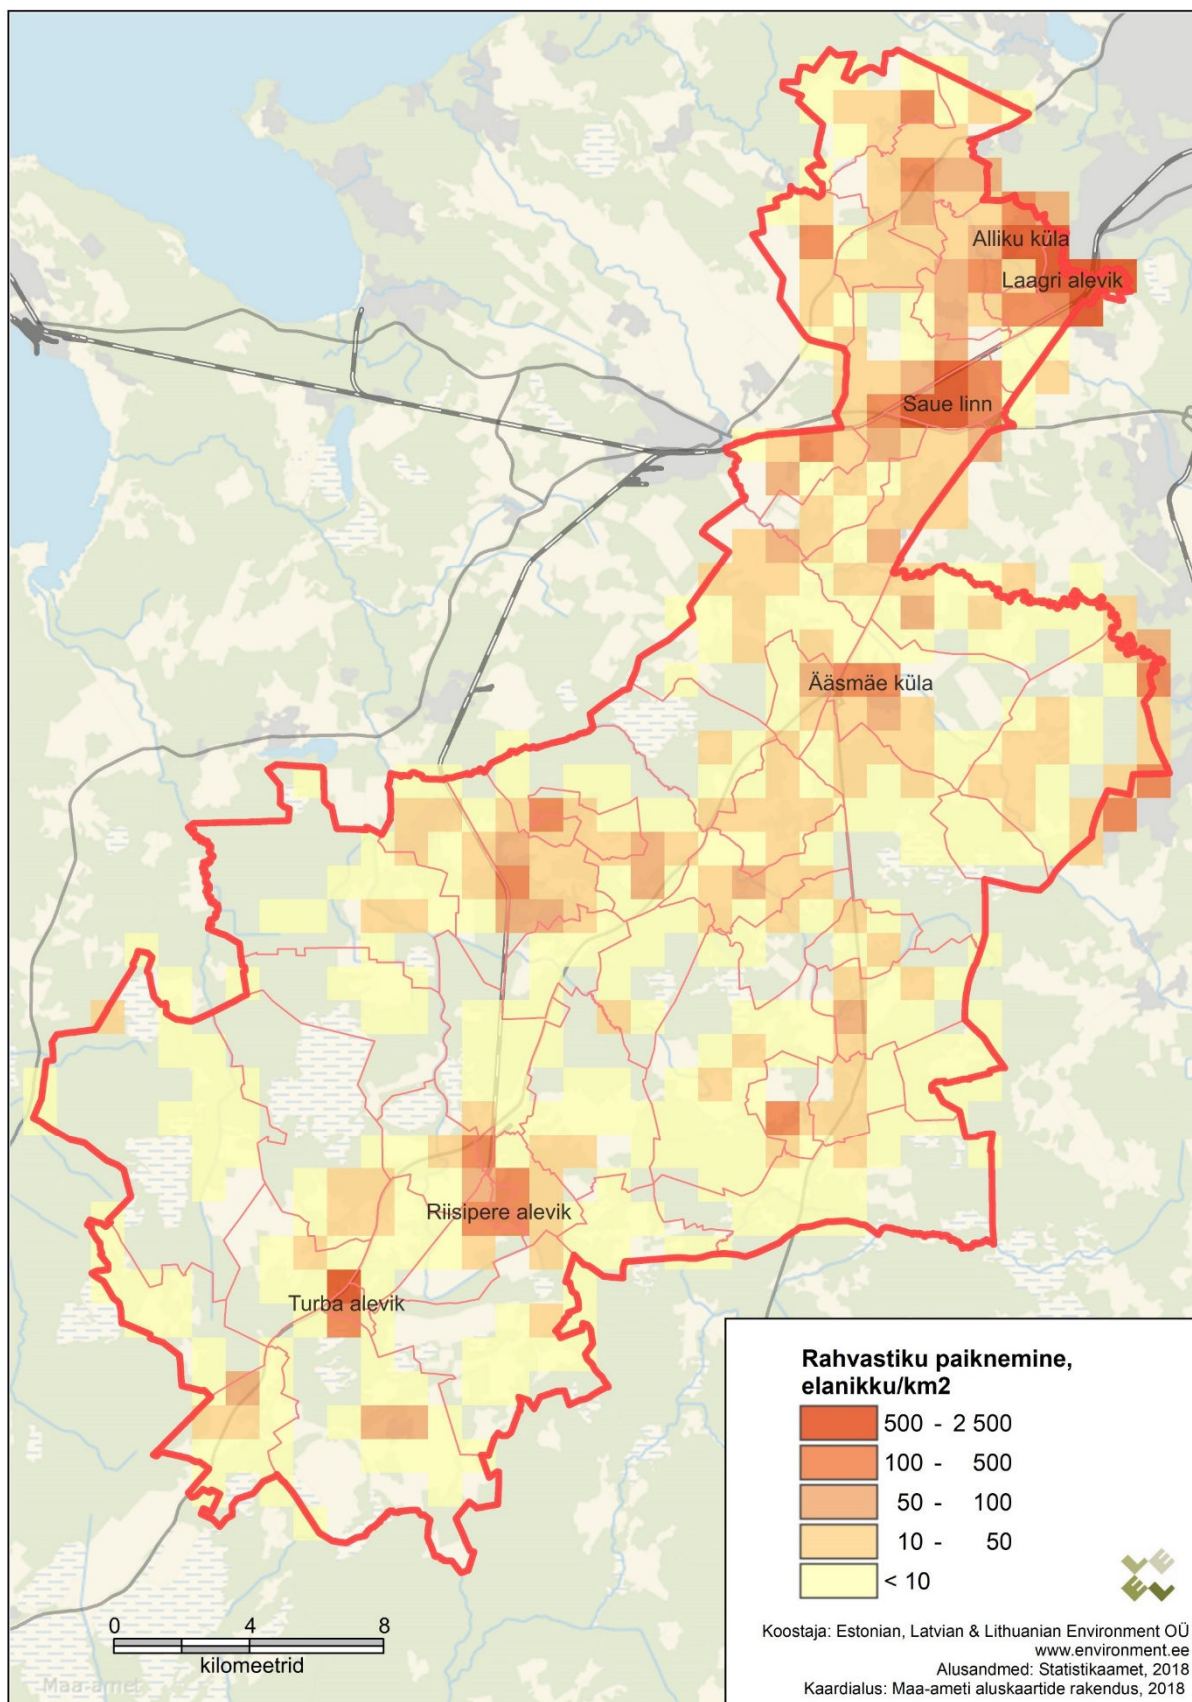 Alliku küla
Laagri alevik
Saue linn
Ääsmäe küla
Riisipere alevik
Turba alevik
Rahvastiku paiknemine,
elanikku/km2
500 - 2 500
100 - 500
50 - 100
10 - 50
< 10
0 4 8
kilomeetrid
Maa-amet
Koostaja: Estonian, Latvian & Lithuanian Environment OÜ
www.environment.ee
Alusandmed: Statistikaamet, 2018
Kaardialus: Maa-ameti aluskaartide rakendus, 2018